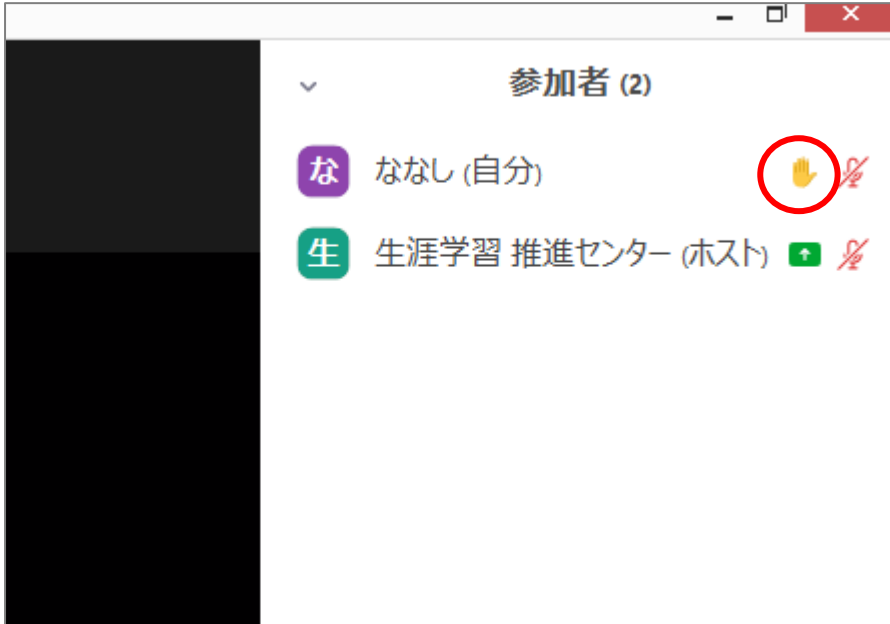 参加者 (2)
な ななし (自分)
生 生涯学習 推進センター (ホスト)